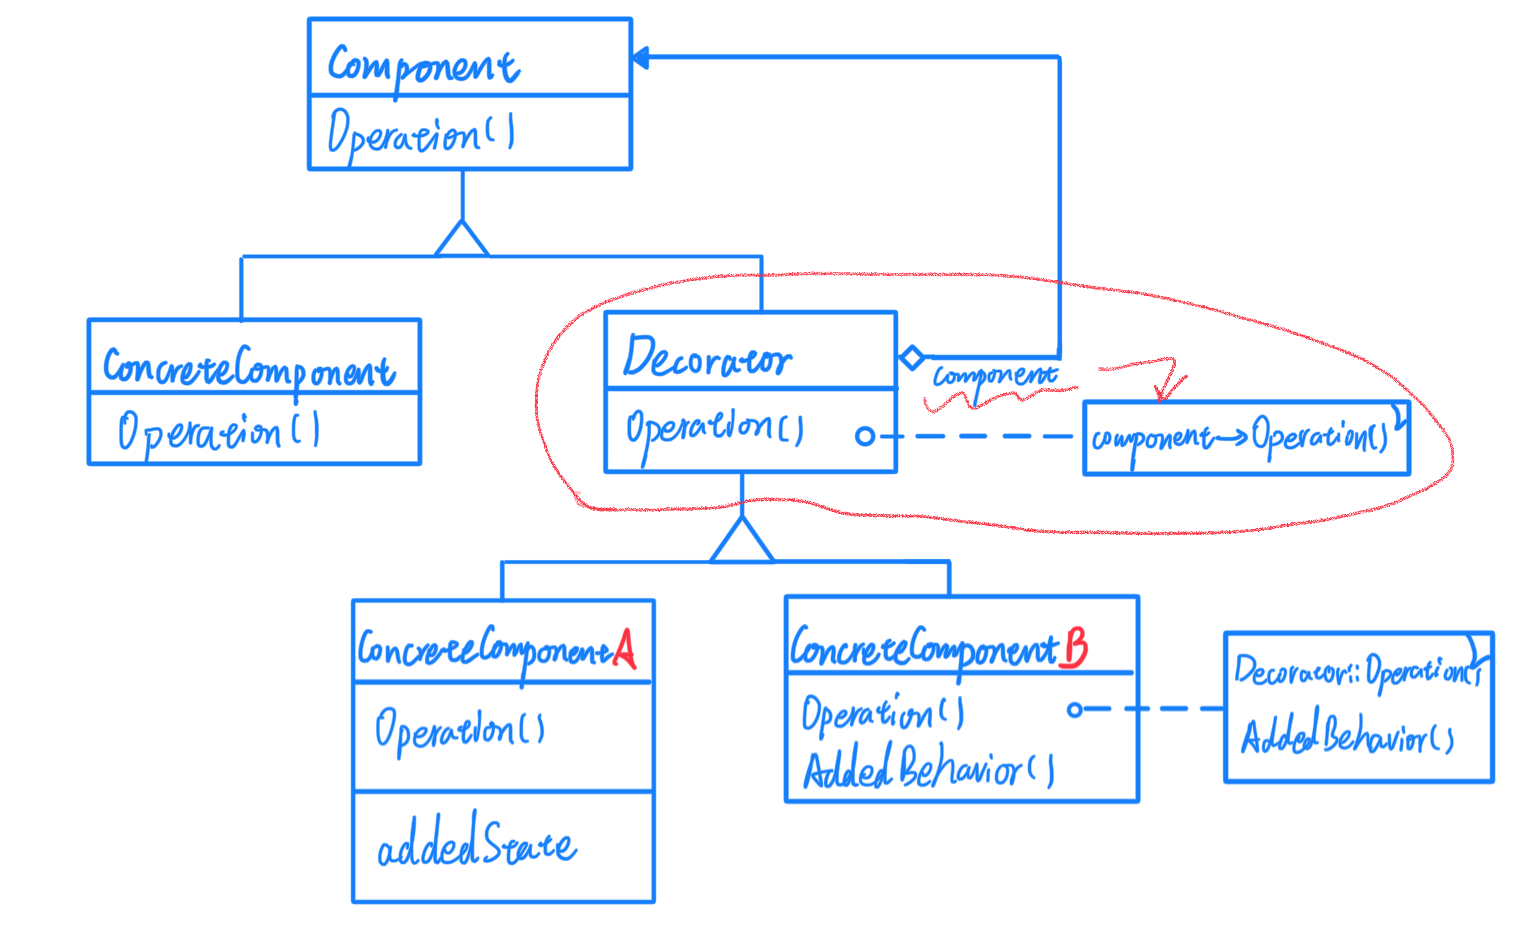 Component
Operation()
ConcreteComponent
Operation()
Decorator
Operation()
component
component→Operation()
ConcreteComponentA
Operation()
addedState
ConcreteComponentB
Operation()
AddedBehavior()
Decorator::Operation()
AddedBehavior()